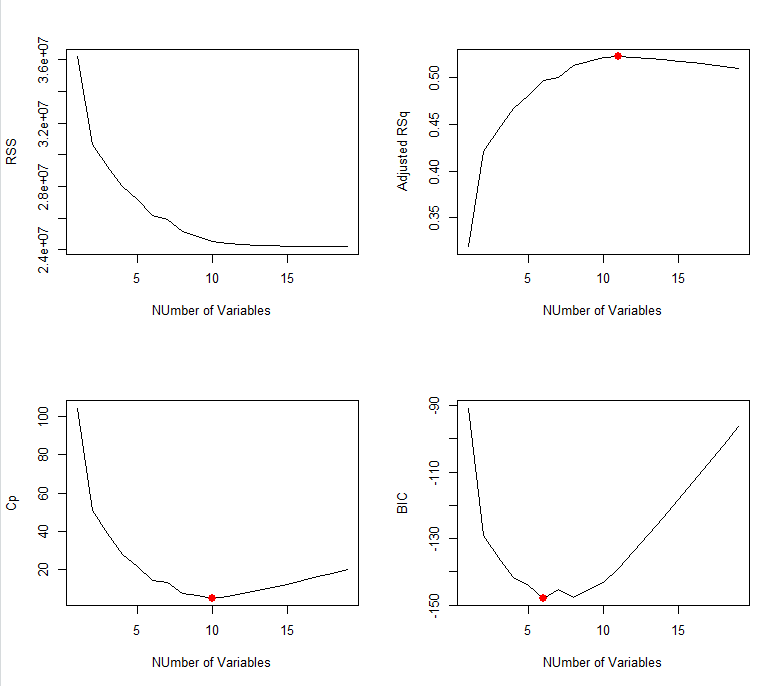 RSS
3.6e+07
3.2e+07
2.8e+07
2.4e+07
5 10 15
NUmber of Variables
Adjusted RSq
0.50
0.45
0.40
0.35
5 10 15
NUmber of Variables
Cp
100
80
60
40
20
5 10 15
NUmber of Variables
BIC
-90
-110
-130
-150
5 10 15
NUmber of Variables